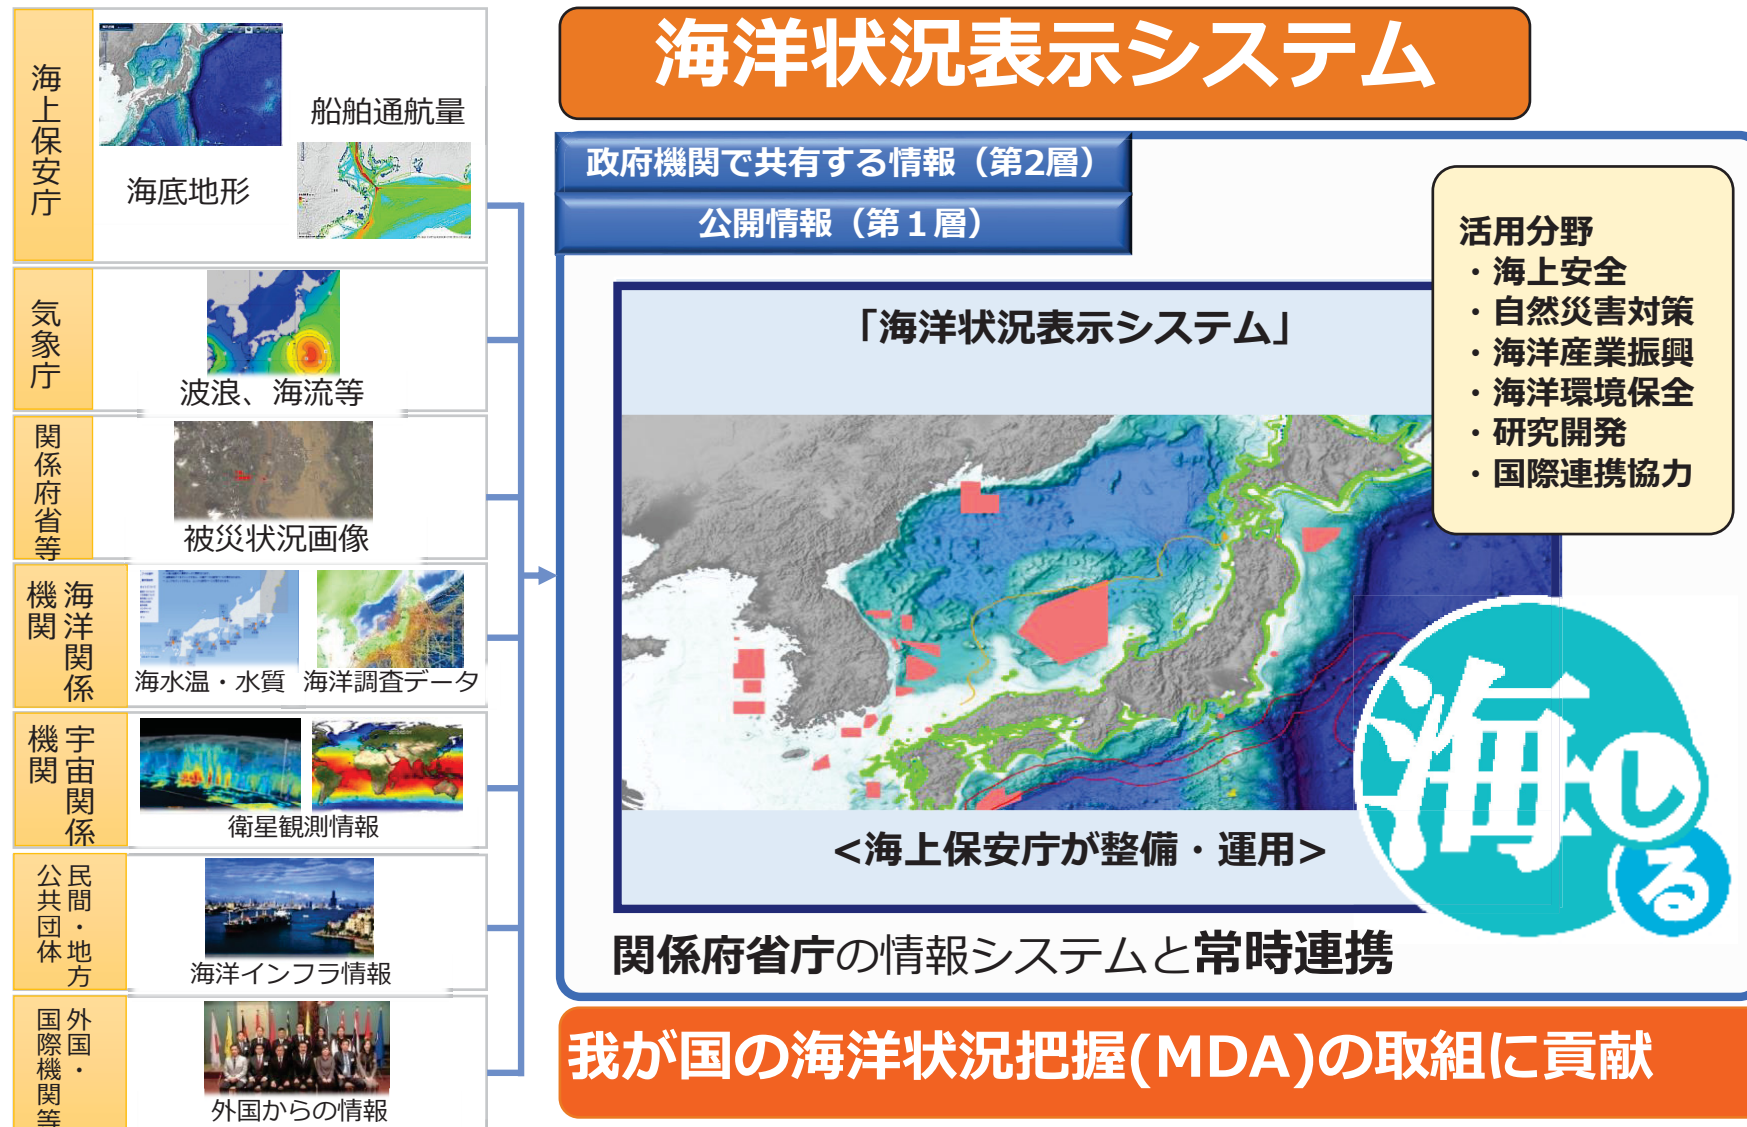 海洋状況表示システム
海上保安庁
船舶通航量
海底地形
気象庁
波浪、海流等
関係府省等
被災状況画像
海洋関係
機関
海水温・水質
海洋調査データ
宇宙関係
機関
衛星観測情報
民間・地方
公共団体
海洋インフラ情報
外国・
国際機関等
外国からの情報
政府機関で共有する情報（第2層）
公開情報（第１層）
「海洋状況表示システム」
<海上保安庁が整備・運用>
活用分野
・海上安全
・自然災害対策
・海洋産業振興
・海洋環境保全
・研究開発
・国際連携協力
海しる
関係府省庁の情報システムと常時連携
我が国の海洋状況把握(MDA)の取組に貢献